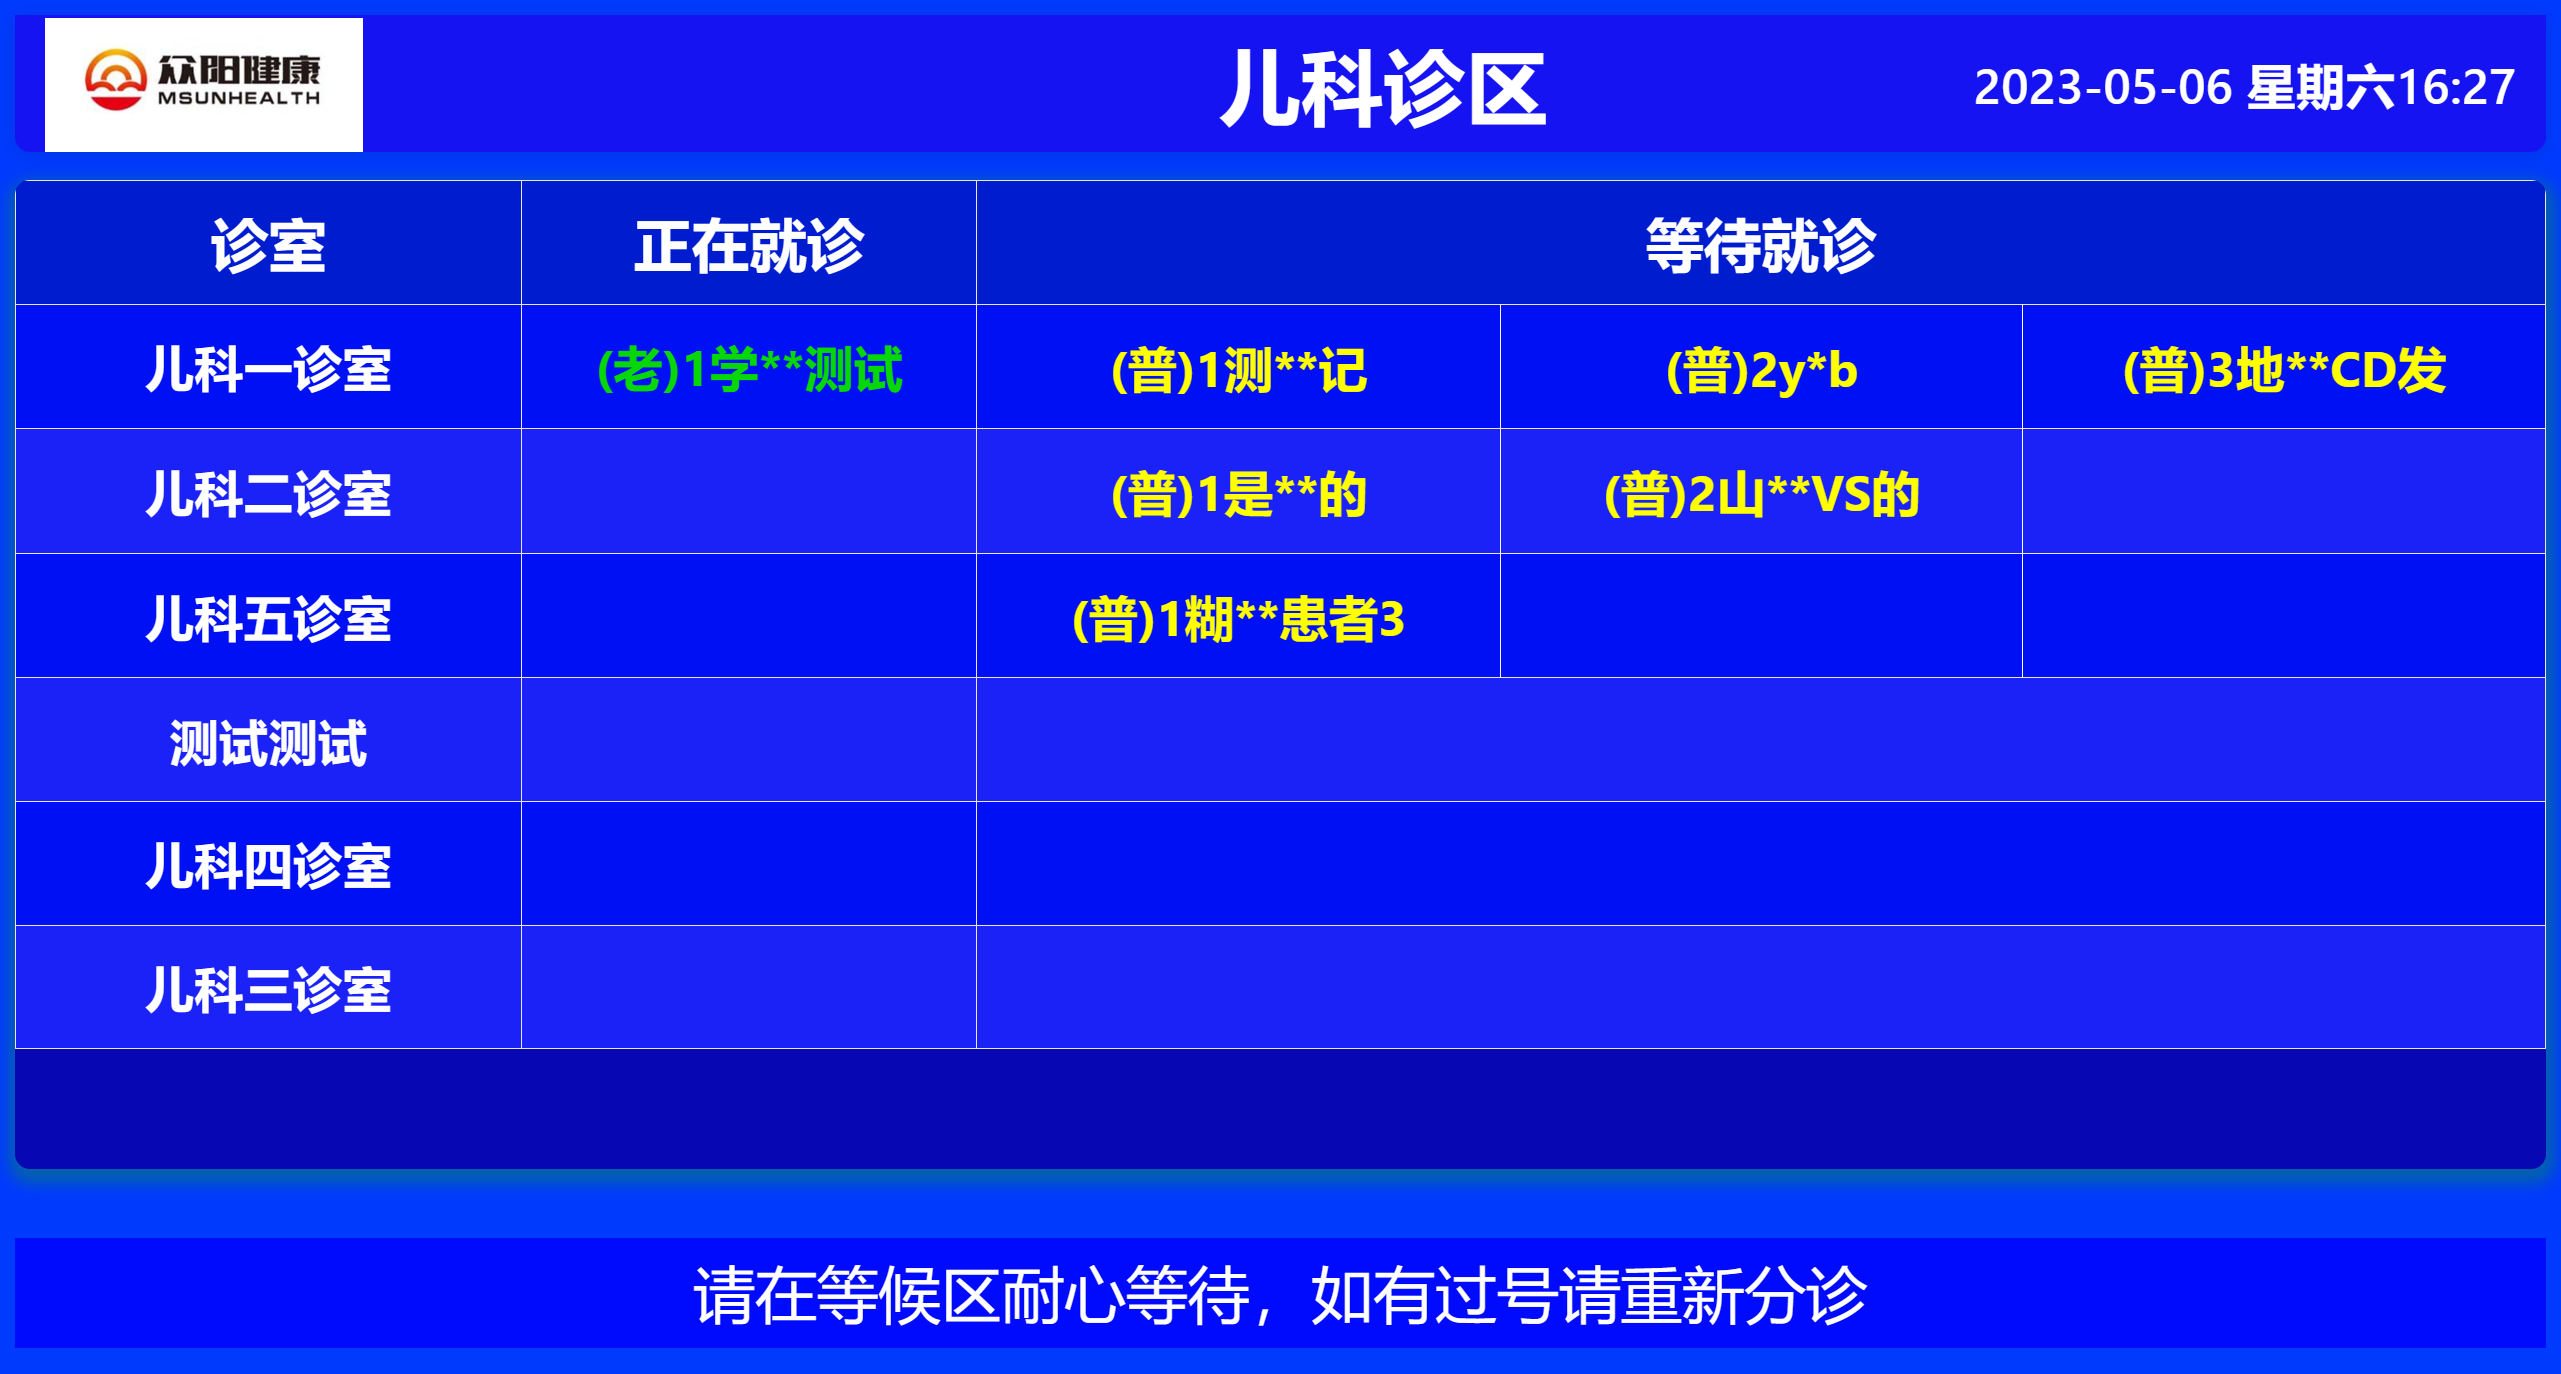 众阳健康
MSUNHEALTH
儿科诊区
2023-05-06 星期六16:27
诊室 正在就诊 等待就诊
儿科一诊室 (老)1学**测试 (普)1测**记 (普)2y*b (普)3地**CD发
儿科二诊室 (普)1是**的 (普)2山**VS的
儿科五诊室 (普)1糊**患者3
测试测试
儿科四诊室
儿科三诊室
请在等候区耐心等待，如有过号请重新分诊